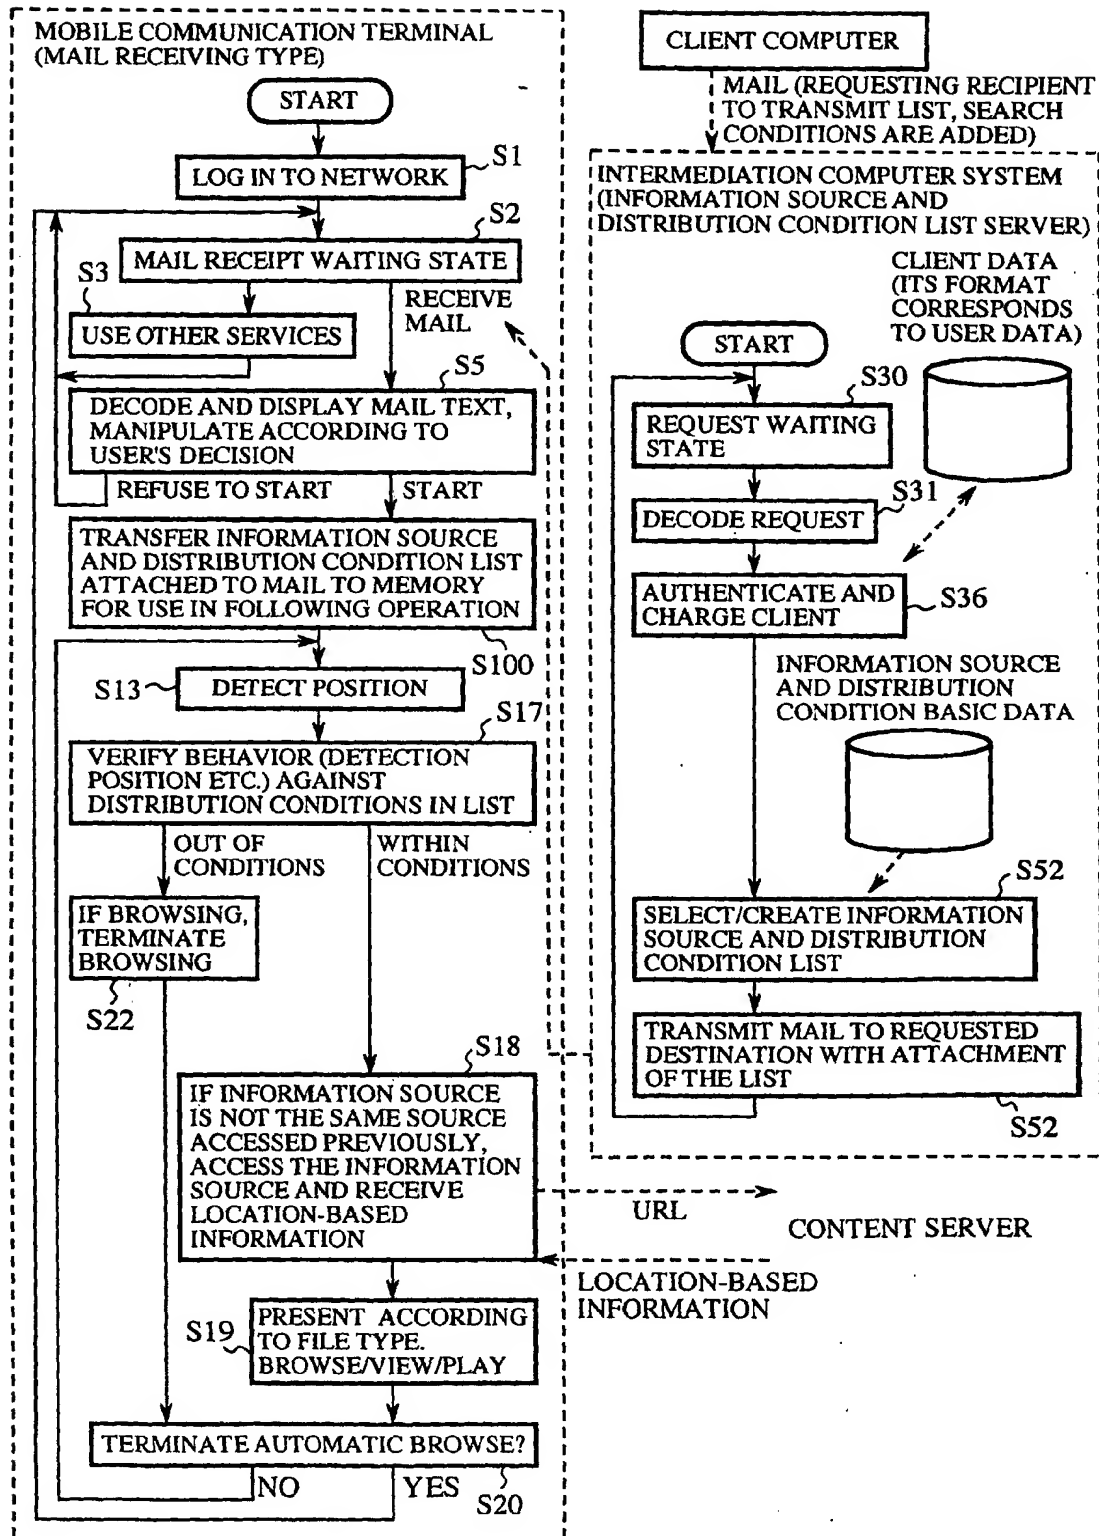 MOBILE COMMUNICATION TERMINAL
(MAIL RECEIVING TYPE)
START
S1
LOG IN TO NETWORK
S2
MAIL RECEIPT WAITING STATE
S3
RECEIVE
MAIL
USE OTHER SERVICES
S5
DECODE AND DISPLAY MAIL TEXT,
MANIPULATE ACCORDING TO
USER'S DECISION
REFUSE TO START
START
TRANSFER INFORMATION SOURCE
AND DISTRIBUTION CONDITION LIST
ATTACHED TO MAIL TO MEMORY
FOR USE IN FOLLOWING OPERATION
S100
S13
DETECT POSITION
S17
VERIFY BEHAVIOR (DETECTION
POSITION ETC.) AGAINST
DISTRIBUTION CONDITIONS IN LIST
OUT OF
CONDITIONS
WITHIN
CONDITIONS
IF BROWSING,
TERMINATE
BROWSING
S22
S18
IF INFORMATION SOURCE
IS NOT THE SAME SOURCE
ACCESSED PREVIOUSLY,
ACCESS THE INFORMATION
SOURCE AND RECEIVE
LOCATION-BASED
INFORMATION
S19
PRESENT ACCORDING
TO FILE TYPE.
BROWSE/VIEW/PLAY
TERMINATE AUTOMATIC BROWSE?
NO
YES
S20
CLIENT COMPUTER
MAIL (REQUESTING RECIPIENT
TO TRANSMIT LIST, SEARCH
CONDITIONS ARE ADDED)
INTERMEDIATION COMPUTER SYSTEM
(INFORMATION SOURCE AND
DISTRIBUTION CONDITION LIST SERVER)
CLIENT DATA
(ITS FORMAT
CORRESPONDS
TO USER DATA)
START
S30
REQUEST WAITING
STATE
S31
DECODE REQUEST
AUTHENTICATE AND
CHARGE CLIENT
S36
INFORMATION SOURCE
AND DISTRIBUTION
CONDITION BASIC DATA
S52
SELECT/CREATE INFORMATION
SOURCE AND DISTRIBUTION
CONDITION LIST
TRANSMIT MAIL TO REQUESTED
DESTINATION WITH ATTACHMENT
OF THE LIST
S52
URL
CONTENT SERVER
LOCATION-BASED
INFORMATION